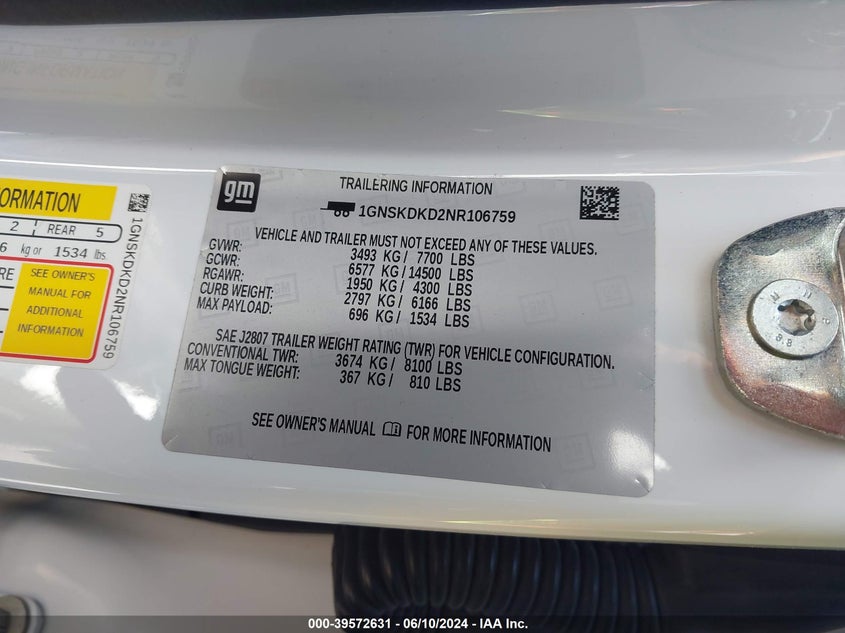 gm
TRAILERING INFORMATION
1GNSKDKD2NR106759
VEHICLE AND TRAILER MUST NOT EXCEED ANY OF THESE VALUES.
GVWR: 3493 KG / 7700 LBS
GCWR: 6577 KG / 14500 LBS
RGAWR: 1950 KG / 4300 LBS
CURB WEIGHT: 2797 KG / 6166 LBS
MAX PAYLOAD: 696 KG / 1534 LBS
SAE J2807 TRAILER WEIGHT RATING (TWR) FOR VEHICLE CONFIGURATION.
CONVENTIONAL TWR: 3674 KG / 8100 LBS
MAX TONGUE WEIGHT: 367 KG / 810 LBS
SEE OWNER'S MANUAL FOR MORE INFORMATION
2 REAR 5
6 kg or 1534 lbs
SEE OWNER'S
MANUAL FOR
ADDITIONAL
INFORMATION
1GNSKDKD2NR106759
000-39572631 - 06/10/2024 - IAA Inc.